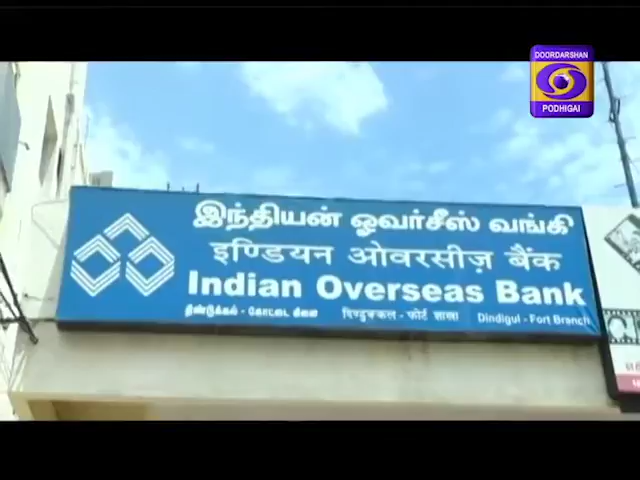 DOORDARSHAN
PODHIGAI
இந்தியன் ஓவர்சீஸ் வங்கி
इण्डियन ओवरसीज़ बैंक
Indian Overseas Bank
திண்டுக்கல் - கோட்டை கிளை दिण्डुक्कल - फोर्ट शाखा Dindigul - Fort Branch